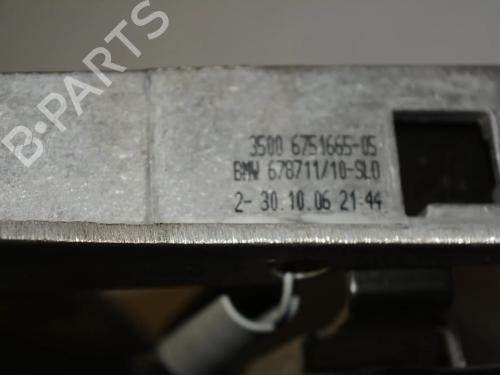 B-PARTS
3500 6751665-05
BMW 678711/10-SLO
2- 30.10.06 21-44